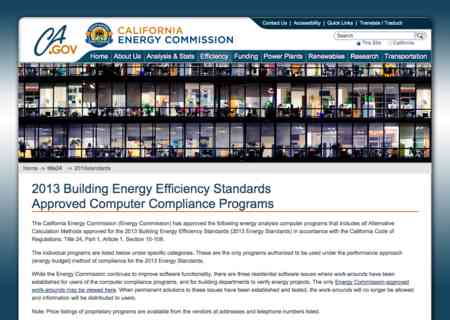 Contact Us | Accessibility | Quick Links | Translate / Traducir
CA
.GOV
CALIFORNIA
ENERGY COMMISSION
Search
This Site
California
Home About Us Analysis & Stats Efficiency Funding Power Plants Renewables Research Transportation
Home -> title24 -> 2013standards
2013 Building Energy Efficiency Standards
Approved Computer Compliance Programs
The California Energy Commission (Energy Commission) has approved the following energy analysis computer programs that includes all Alternative
Calculation Methods approved for the 2013 Building Energy Efficiency Standards (2013 Energy Standards) in accordance with the California Code of
Regulations, Title 24, Part 1, Article 1, Section 10-109.
The individual programs are listed below under specific categories. These are the only programs authorized to be used under the performance approach
(energy budget) method of compliance for the 2013 Energy Standards.
While the Energy Commission continues to improve software functionality, there are three residential software issues where work-arounds have been
established for users of the computer compliance programs, and for building departments to verify energy projects. The only Energy Commission-approved
work-arounds may be viewed here. When permanent solutions to these issues have been established and tested, the work-arounds will no longer be allowed
and information will be distributed to users.
Note: Price listings of proprietary programs are available from the vendors at addresses and telephone numbers listed.